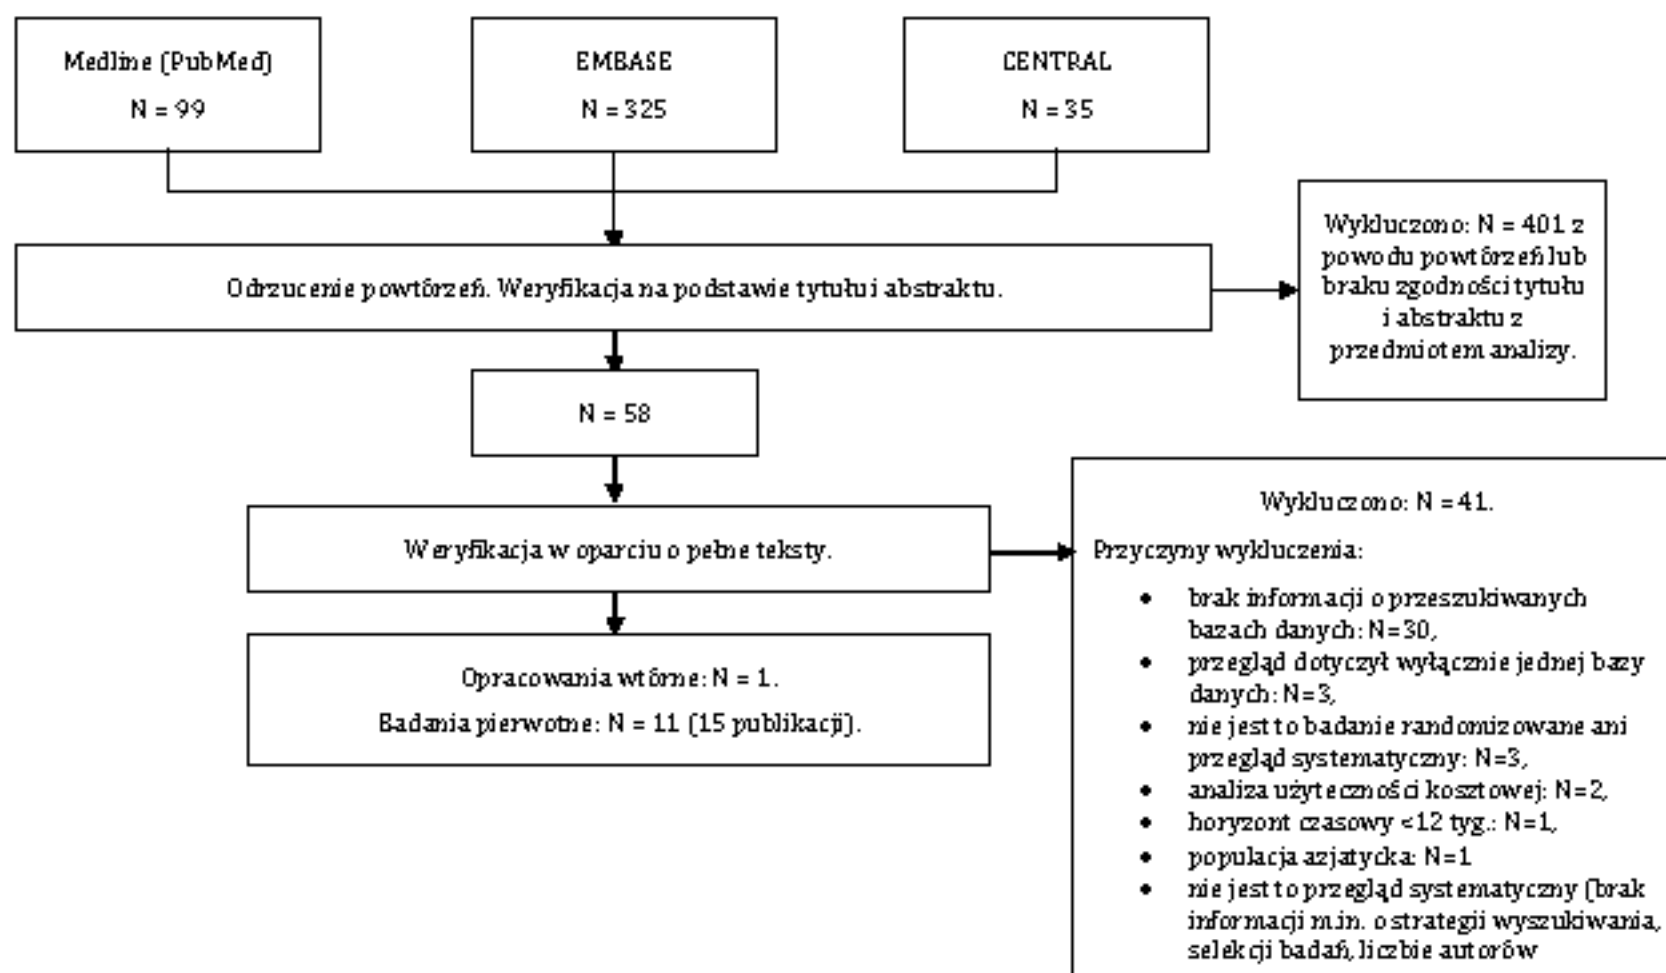 Medline (PubMed)
N = 99
EMBASE
N = 325
CENTRAL
N = 35
Wykluczono: N = 401 z
powodu powtórzeń lub
braku zgodności tytułu
i abstraktu z
przedmiotem analizy.
Odrzucenie powtórzeń. Weryfikacja na podstawie tytułu i abstraktu.
N = 58
Weryfikacja w oparciu o pełne teksty.
Wykluczono: N = 41.
Przyczyny wykluczenia:
• brak informacji o przeszukiwanych
bazach danych: N=30,
• przegląd dotyczył wyłącznie jednej bazy
danych: N=3,
• nie jest to badanie randomizowane ani
przegląd systematyczny: N=3,
• analiza użyteczności kosztowej: N=2,
• horyzont czasowy <12 tyg.: N=1,
• populacja azjatycka: N=1
• nie jest to przegląd systematyczny (brak
informacji m.in. o strategii wyszukiwania,
selekcji badań, liczbie autorów
Opracowania wtórne: N = 1.
Badania pierwotne: N = 11 (15 publikacji).